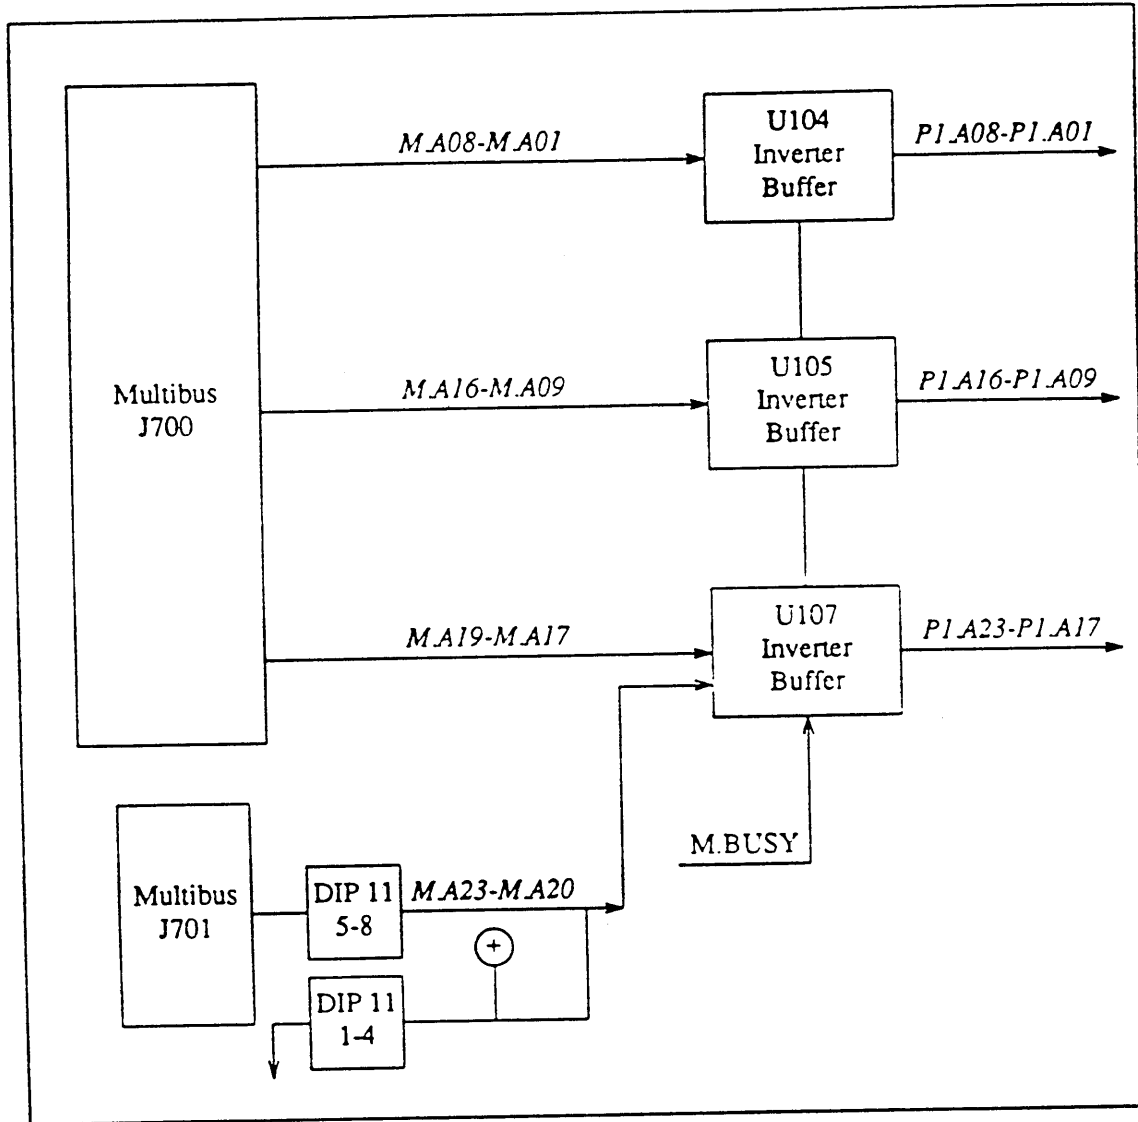 U104
Inverter
Buffer
M.A08-M.A01
P1.A08-P1.A01
Multibus
J700
M.A16-M.A09
U105
Inverter
Buffer
P1.A16-P1.A09
M.A19-M.A17
U107
Inverter
Buffer
P1.A23-P1.A17
M.BUSY
Multibus
J701
DIP 11
5-8
M.A23-M.A20
+
DIP 11
1-4